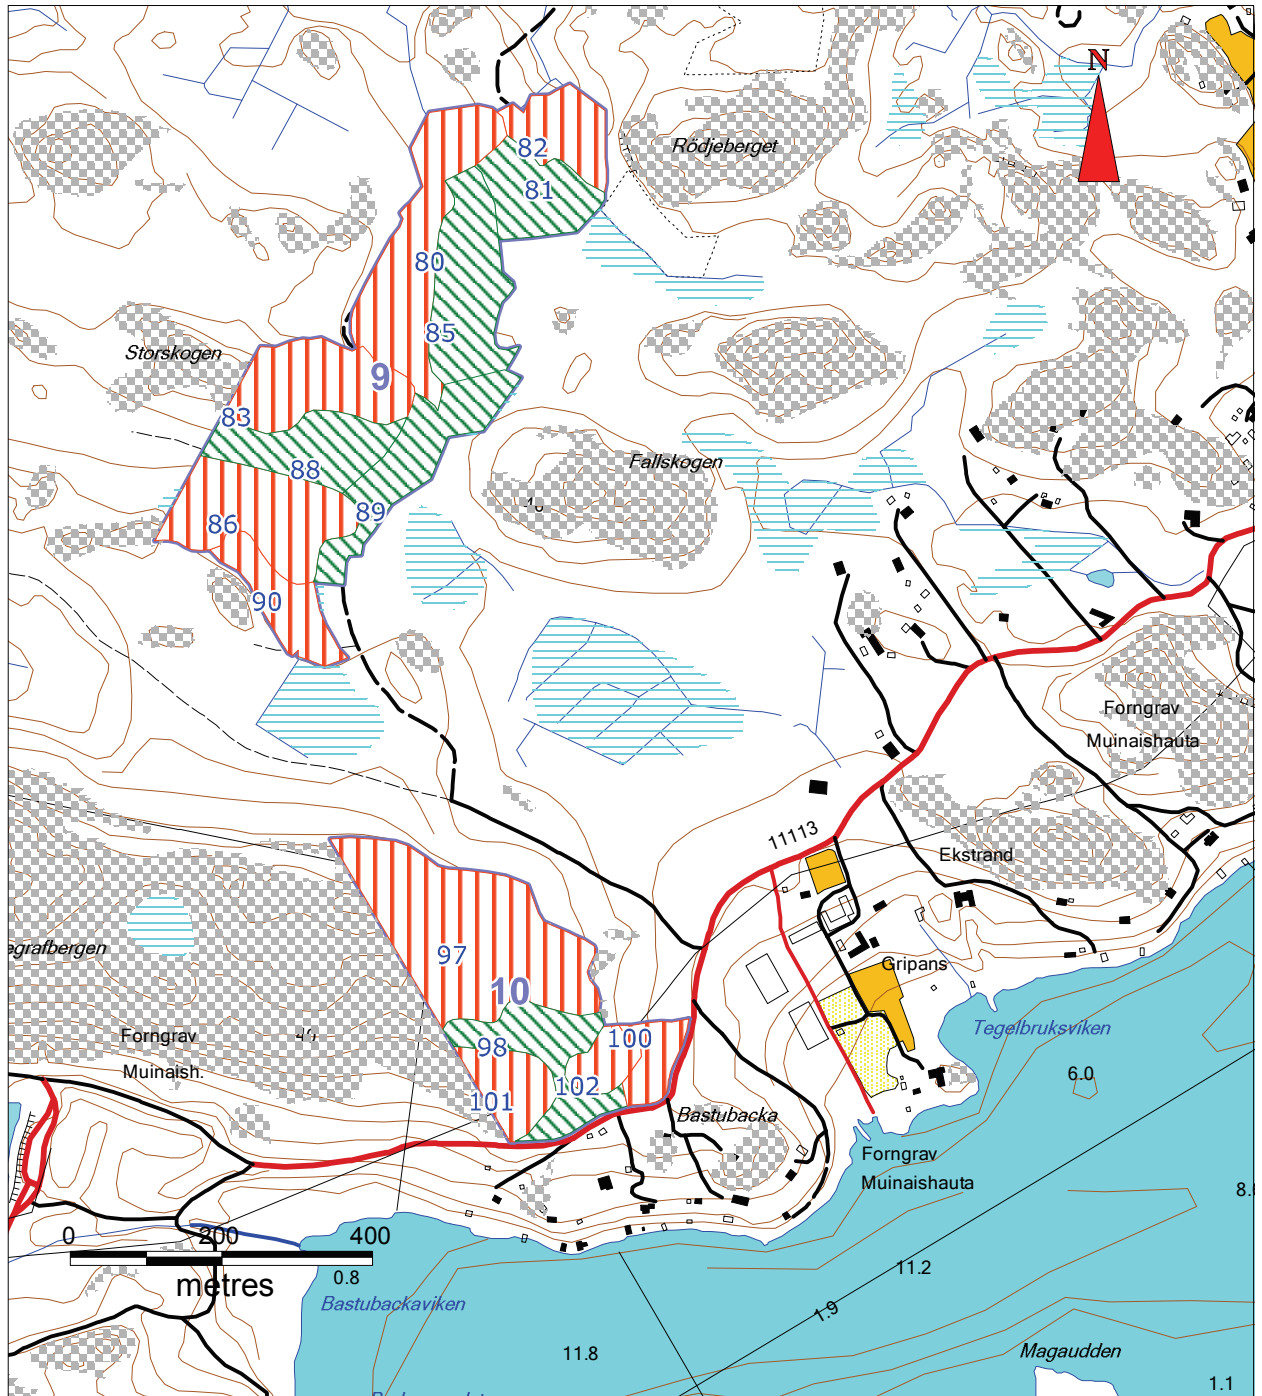 N
Rödjeberget
82
81
80
85
Storskogen
9
83
Fallskogen
88
89
86
90
Forngrav
Muinaishauta
11113
Ekstrand
97
egrafbergen
Gripans
10
Tegelbruksviken
Forngrav
100
98
Muinaish.
6.0
102
101
Bastubacka
Forngrav
Muinaishauta
0 200 400
metres
0.8
11.2
1.9
Bastubackaviken
11.8
Magaudden
1.1